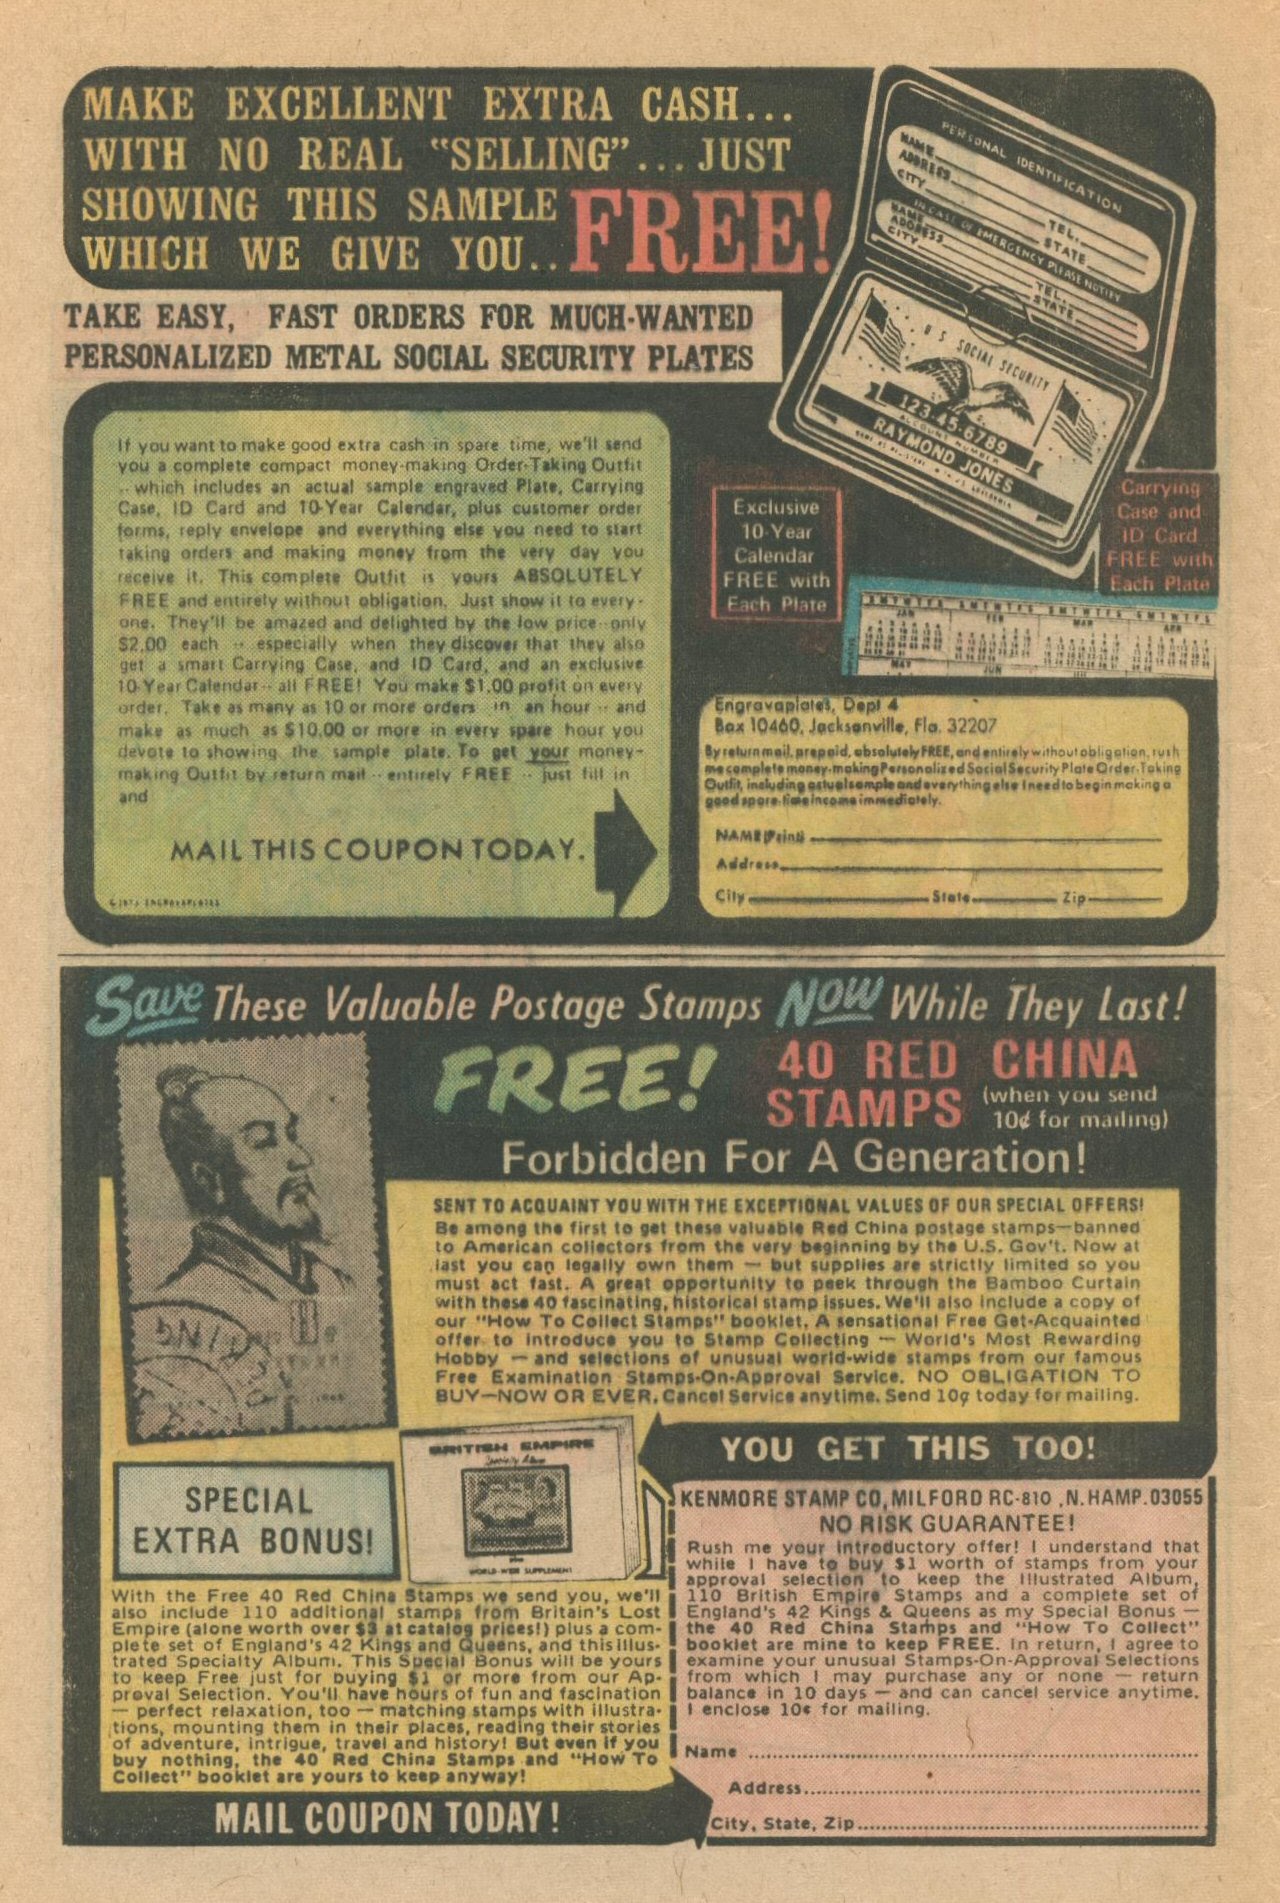 MAKE EXCELLENT EXTRA CASH...
WITH NO REAL "SELLING"... JUST
SHOWING THIS SAMPLE
WHICH WE GIVE YOU.. FREE!
TAKE EASY, FAST ORDERS FOR MUCH-WANTED
PERSONALIZED METAL SOCIAL SECURITY PLATES
PERSONAL IDENTIFICATION
NAME
ADDRESS
TEL.
CITY
STATE
IN CASE OF EMERGENCY PLEASE NOTIFY
NAME
ADDRESS
TEL.
CITY
STATE
U S SOCIAL SECURITY
123-45-6789
ACCOUNT NUMBER
RAYMOND JONES
If you want to make good extra cash in spare time, we'll send
you a complete compact money-making Order-Taking Outfit
-- which includes an actual sample engraved Plate, Carrying
Case, ID Card and 10-Year Calendar, plus customer order
forms, reply envelope and everything else you need to start
taking orders and making money from the very day you
receive it. This complete Outfit is yours ABSOLUTELY
FREE and entirely without obligation. Just show it to every-
one. They'll be amazed and delighted by the low price--only
$2.00 each -- especially when they discover that they also
get a smart Carrying Case, and ID Card, and an exclusive
10-Year Calendar -- all FREE! You make $1.00 profit on every
order. Take as many as 10 or more orders in an hour -- and
make as much as $10.00 or more in every spare hour you
devote to showing the sample plate. To get your money-
making Outfit by return mail -- entirely FREE -- just fill in
and
MAIL THIS COUPON TODAY.
Exclusive
10-Year
Calendar
FREE with
Each Plate
Carrying
Case and
ID Card
FREE with
Each Plate
S M T W T F S S M T W T F S S M T W T F S S M T W T F S
JAN FEB MAR APR
MAY JUN
Engravaplates, Dept 4
Box 10460, Jacksonville, Fla. 32207
By return mail, prepaid, absolutely FREE, and entirely without obligation, rush
me complete money-making Personalized Social Security Plate Order-Taking
Outfit, including actual sample and everything else I need to begin making a
good spare-time income immediately.
NAME (Print)
Address
City State Zip
Save These Valuable Postage Stamps NOW While They Last!
FREE! 40 RED CHINA
STAMPS (when you send
10¢ for mailing)
Forbidden For A Generation!
SENT TO ACQUAINT YOU WITH THE EXCEPTIONAL VALUES OF OUR SPECIAL OFFERS!
Be among the first to get these valuable Red China postage stamps—banned
to American collectors from the very beginning by the U.S. Gov't. Now at
last you can legally own them — but supplies are strictly limited so you
must act fast. A great opportunity to peek through the Bamboo Curtain
with these 40 fascinating, historical stamp issues. We'll also include a copy of
our "How To Collect Stamps" booklet. A sensational Free Get-Acquainted
offer to introduce you to Stamp Collecting — World's Most Rewarding
Hobby — and selections of unusual world-wide stamps from our famous
Free Examination Stamps-On-Approval Service. NO OBLIGATION TO
BUY—NOW OR EVER. Cancel Service anytime. Send 10¢ today for mailing.
BRITISH EMPIRE
Specialty Album
plus
WORLD-WIDE SUPPLEMENT
YOU GET THIS TOO!
SPECIAL
EXTRA BONUS!
With the Free 40 Red China Stamps we send you, we'll
also include 110 additional stamps from Britain's Lost
Empire (alone worth over $3 at catalog prices!) plus a com-
plete set of England's 42 Kings and Queens, and this illus-
trated Specialty Album. This Special Bonus will be yours
to keep Free just for buying $1 or more from our Ap-
proval Selection. You'll have hours of fun and fascination
— perfect relaxation, too — matching stamps with illustra-
tions, mounting them in their places, reading their stories
of adventure, intrigue, travel and history! But even if you
buy nothing, the 40 Red China Stamps and "How To
Collect" booklet are yours to keep anyway!
MAIL COUPON TODAY!
KENMORE STAMP CO, MILFORD RC-810 , N.HAMP. 03055
NO RISK GUARANTEE!
Rush me your introductory offer! I understand that
while I have to buy $1 worth of stamps from your
approval selection to keep the Illustrated Album,
110 British Empire Stamps and a complete set of
England's 42 Kings & Queens as my Special Bonus —
the 40 Red China Stamps and "How To Collect"
booklet are mine to keep FREE. In return, I agree to
examine your unusual Stamps-On-Approval Selections
from which I may purchase any or none — return
balance in 10 days — and can cancel service anytime.
I enclose 10¢ for mailing.
Name
Address
City, State, Zip